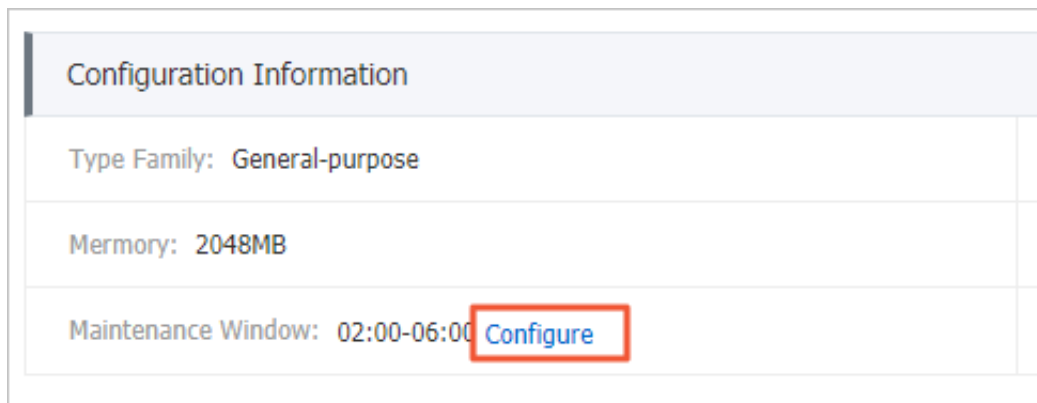 Configuration Information
Type Family: General-purpose
Mermory: 2048MB
Maintenance Window: 02:00-06:00 Configure